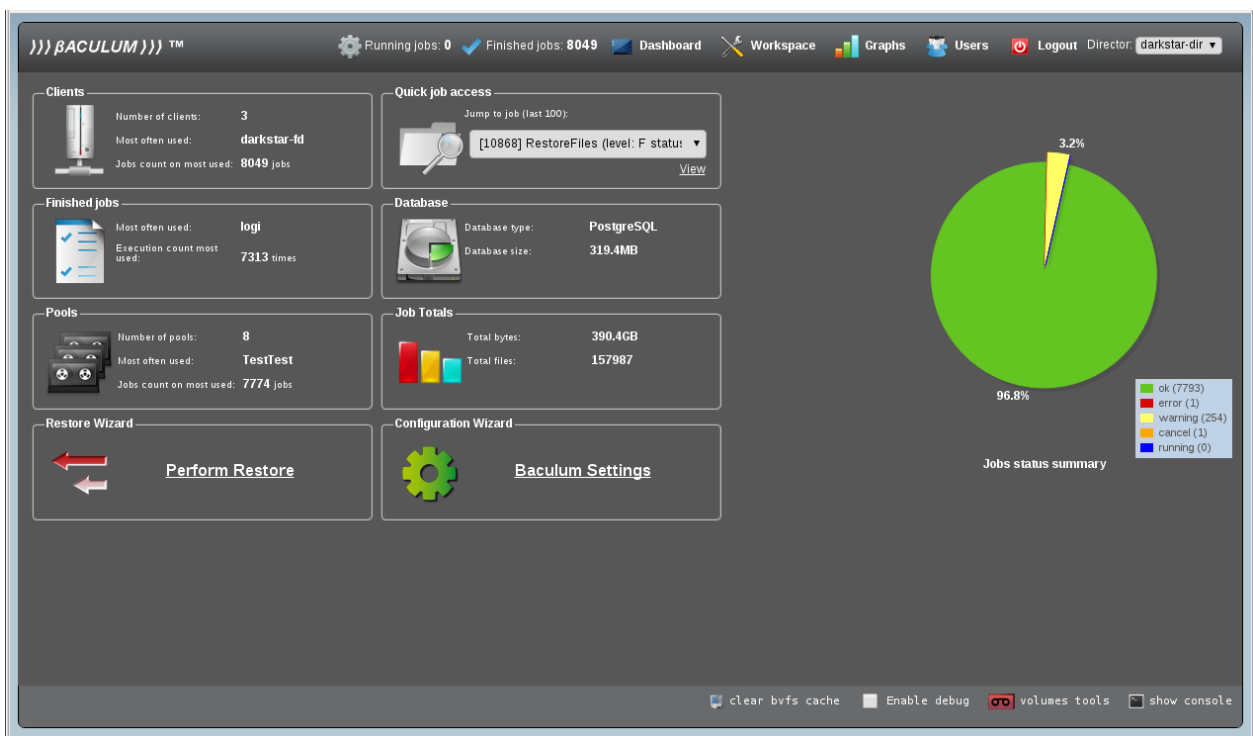 ))) βACULUM ))) ™
Running jobs: 0
Finished jobs: 8049
Dashboard
Workspace
Graphs
Users
Logout
Director: darkstar-dir
Clients
Number of clients: 3
Most often used: darkstar-fd
Jobs count on most used: 8049 jobs
Quick job access
Jump to job (last 100):
[10868] RestoreFiles (level: F statu:
View
Finished jobs
Most often used: logi
Execution count most
used: 7313 times
Database
Database type: PostgreSQL
Database size: 319.4MB
Pools
Number of pools: 8
Most often used: TestTest
Jobs count on most used: 7774 jobs
Job Totals
Total bytes: 390.4GB
Total files: 157987
Restore Wizard
Perform Restore
Configuration Wizard
Baculum Settings
3.2%
96.8%
ok (7793)
error (1)
warning (254)
cancel (1)
running (0)
Jobs status summary
clear bvfs cache
Enable debug
volumes tools
show console